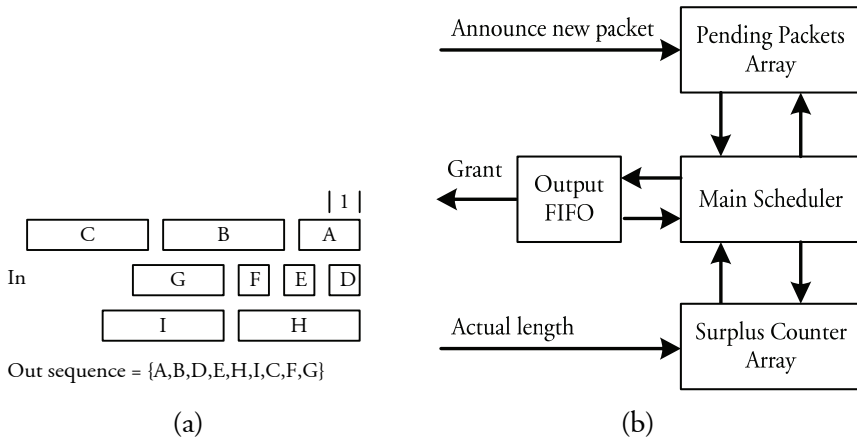 1
C B A
In
G F E D
I H
Out sequence = {A,B,D,E,H,I,C,F,G}
(a)
Announce new packet
Pending Packets
Array
Grant
Output
FIFO
Main Scheduler
Actual length
Surplus Counter
Array
(b)